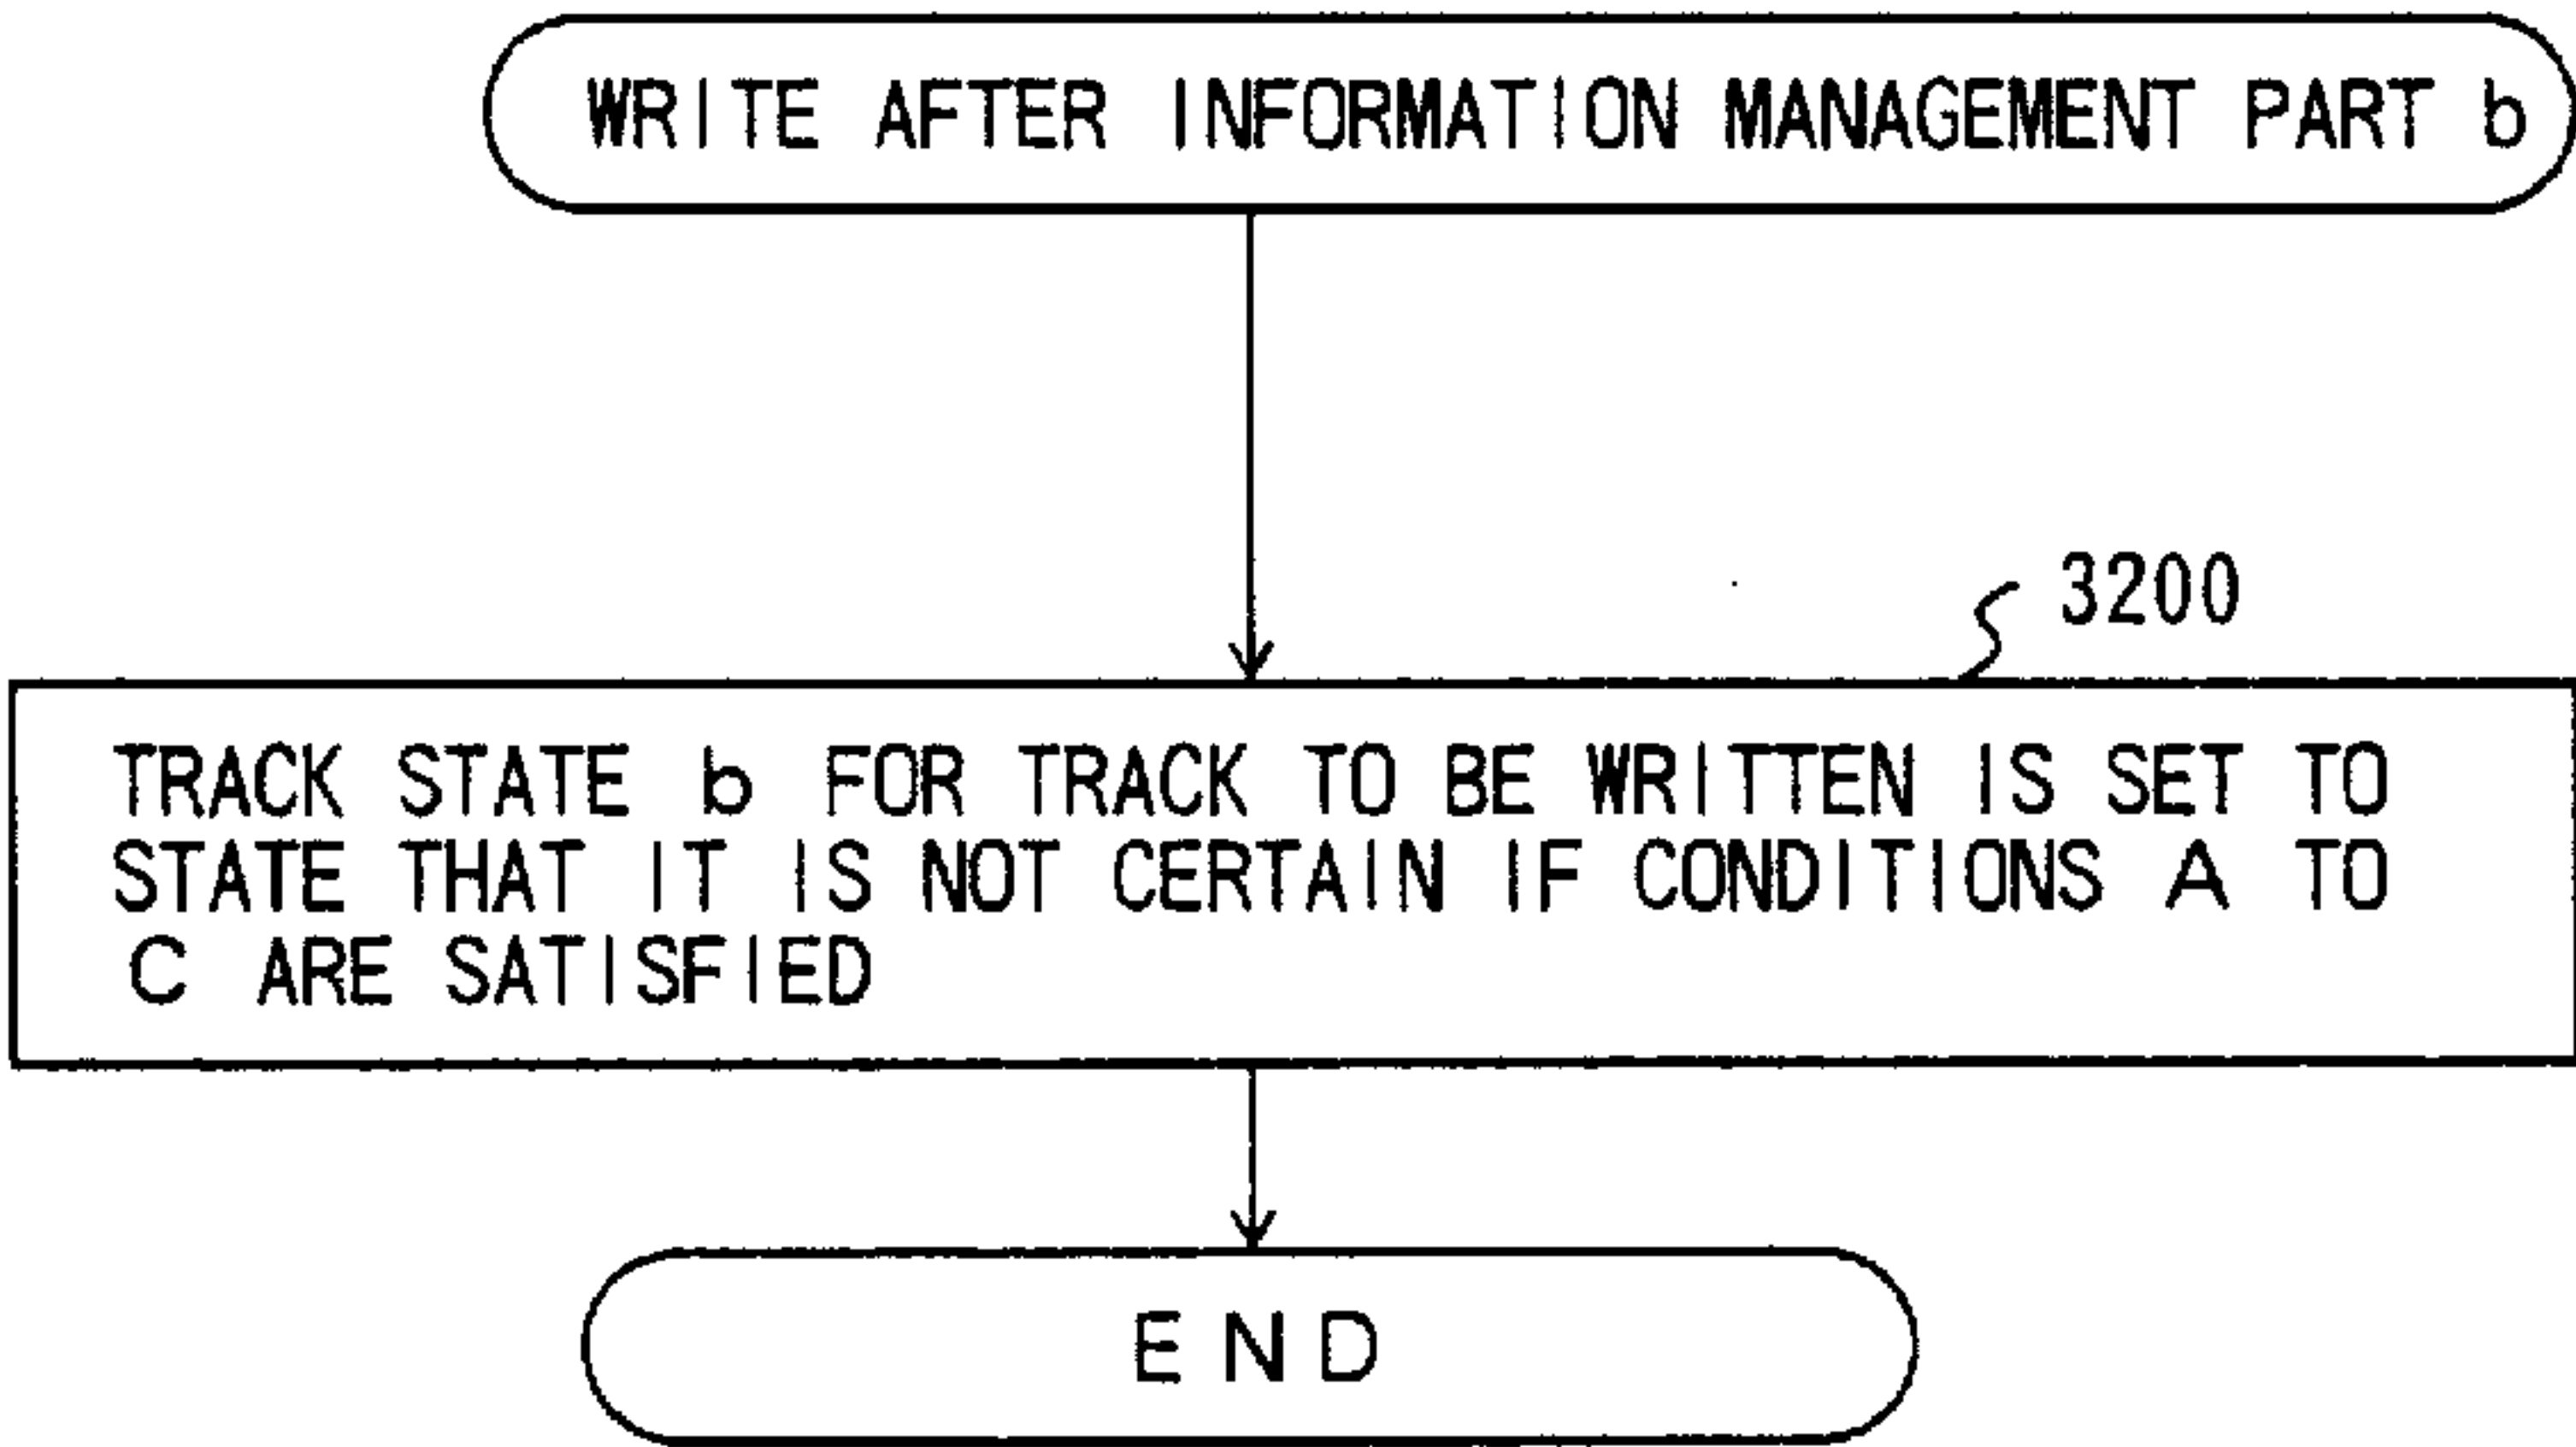 WRITE AFTER INFORMATION MANAGEMENT PART b
3200
TRACK STATE b FOR TRACK TO BE WRITTEN IS SET TO
STATE THAT IT IS NOT CERTAIN IF CONDITIONS A TO
C ARE SATISFIED
END